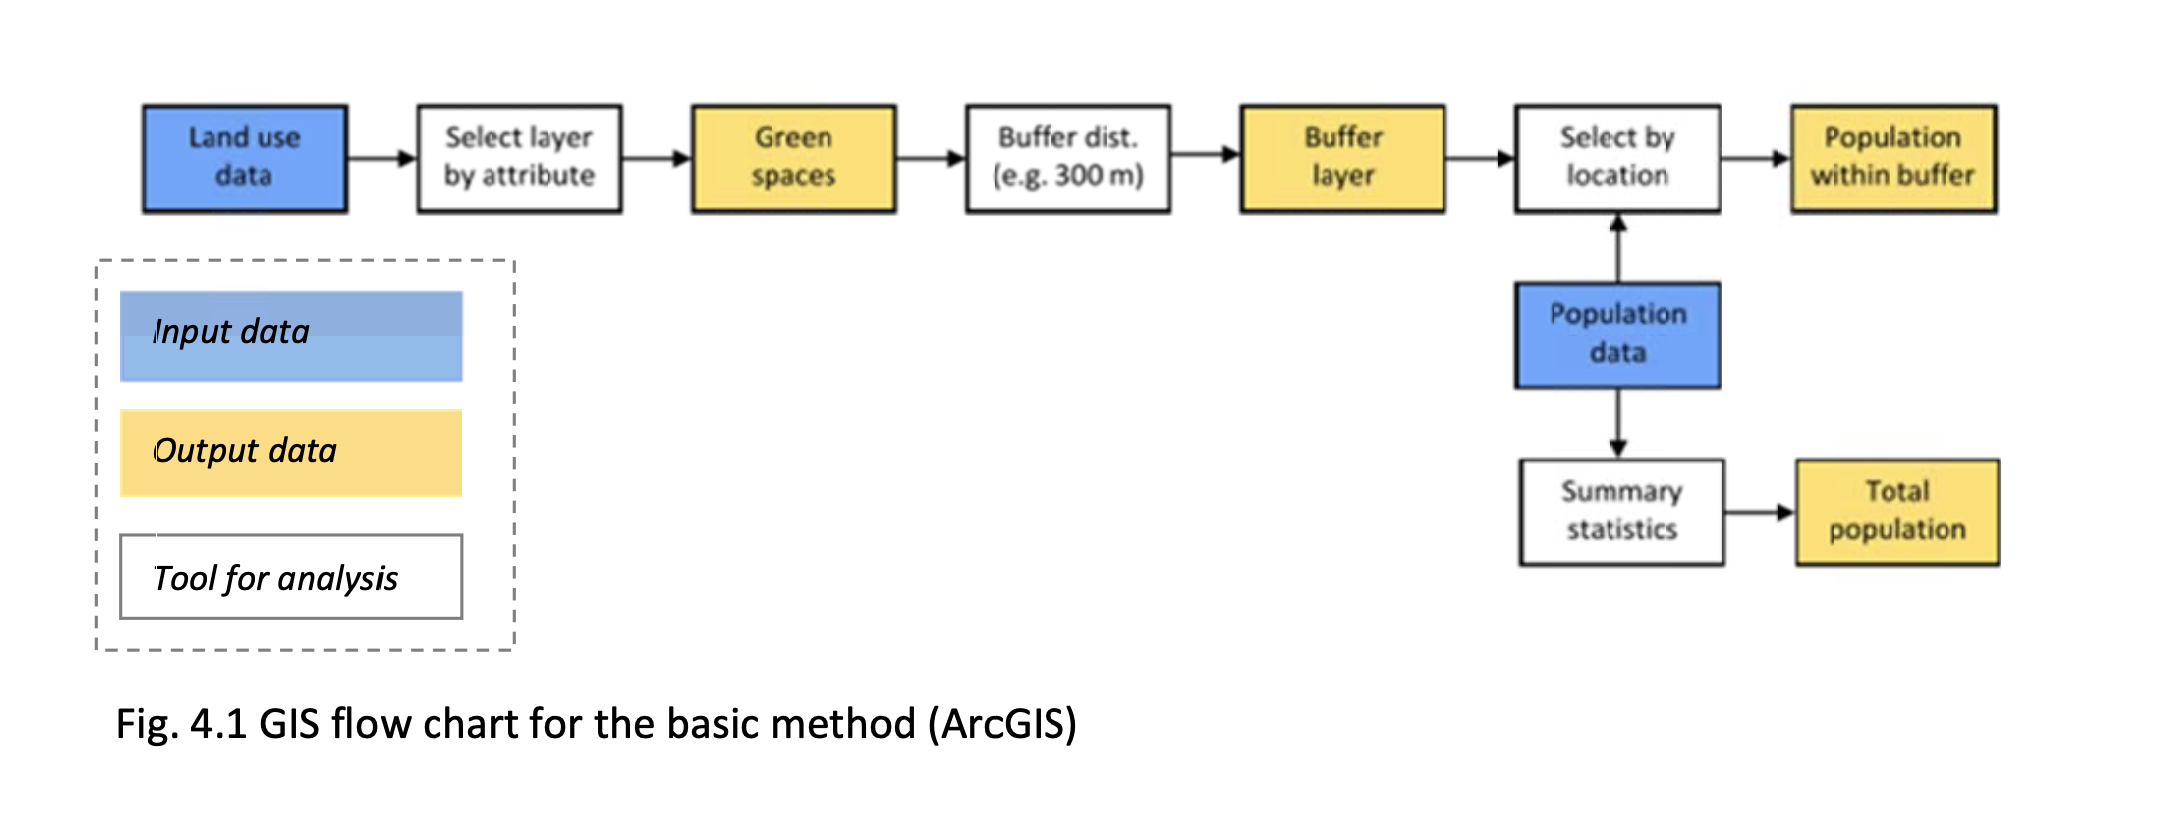 Land use
data
Select layer
by attribute
Green
spaces
Buffer dist.
(e.g. 300 m)
Buffer
layer
Select by
location
Population
within buffer
Population
data
Summary
statistics
Total
population
Input data
Output data
Tool for analysis
Fig. 4.1 GIS flow chart for the basic method (ArcGIS)